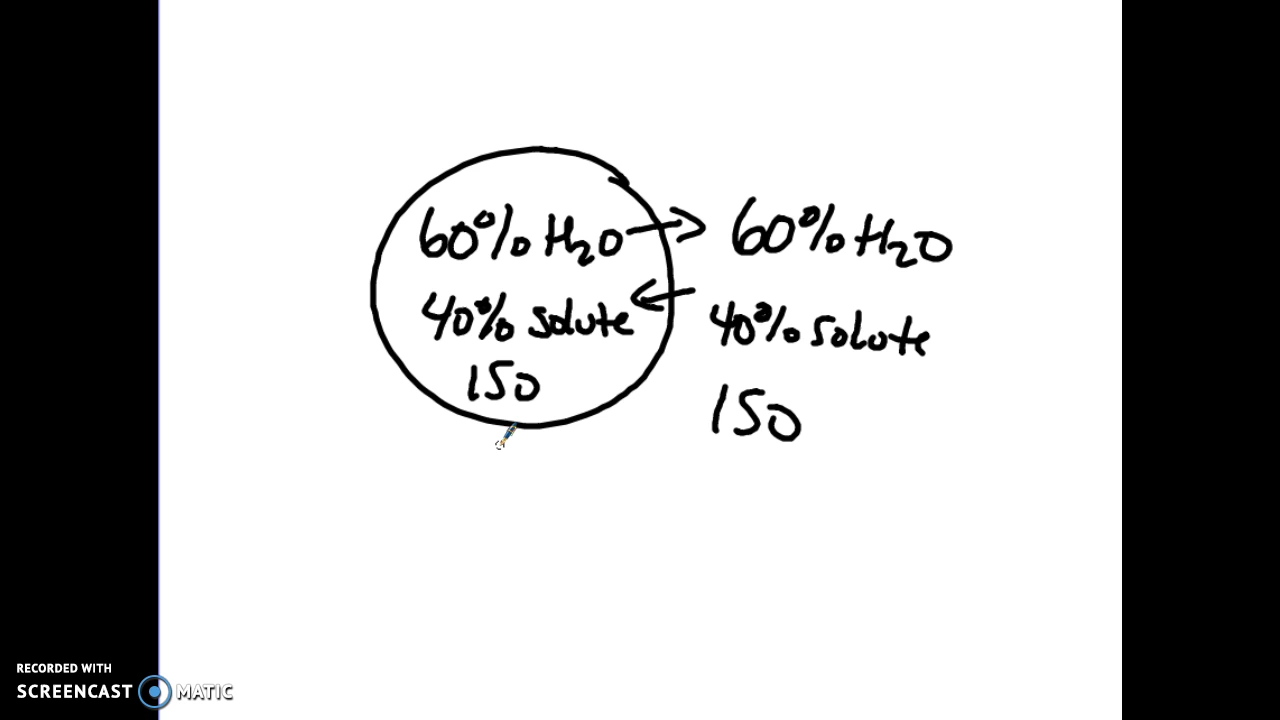 60% H₂O → 60% H₂O
40% solute ← 40% solute
150 150
RECORDED WITH
SCREENCAST MATIC